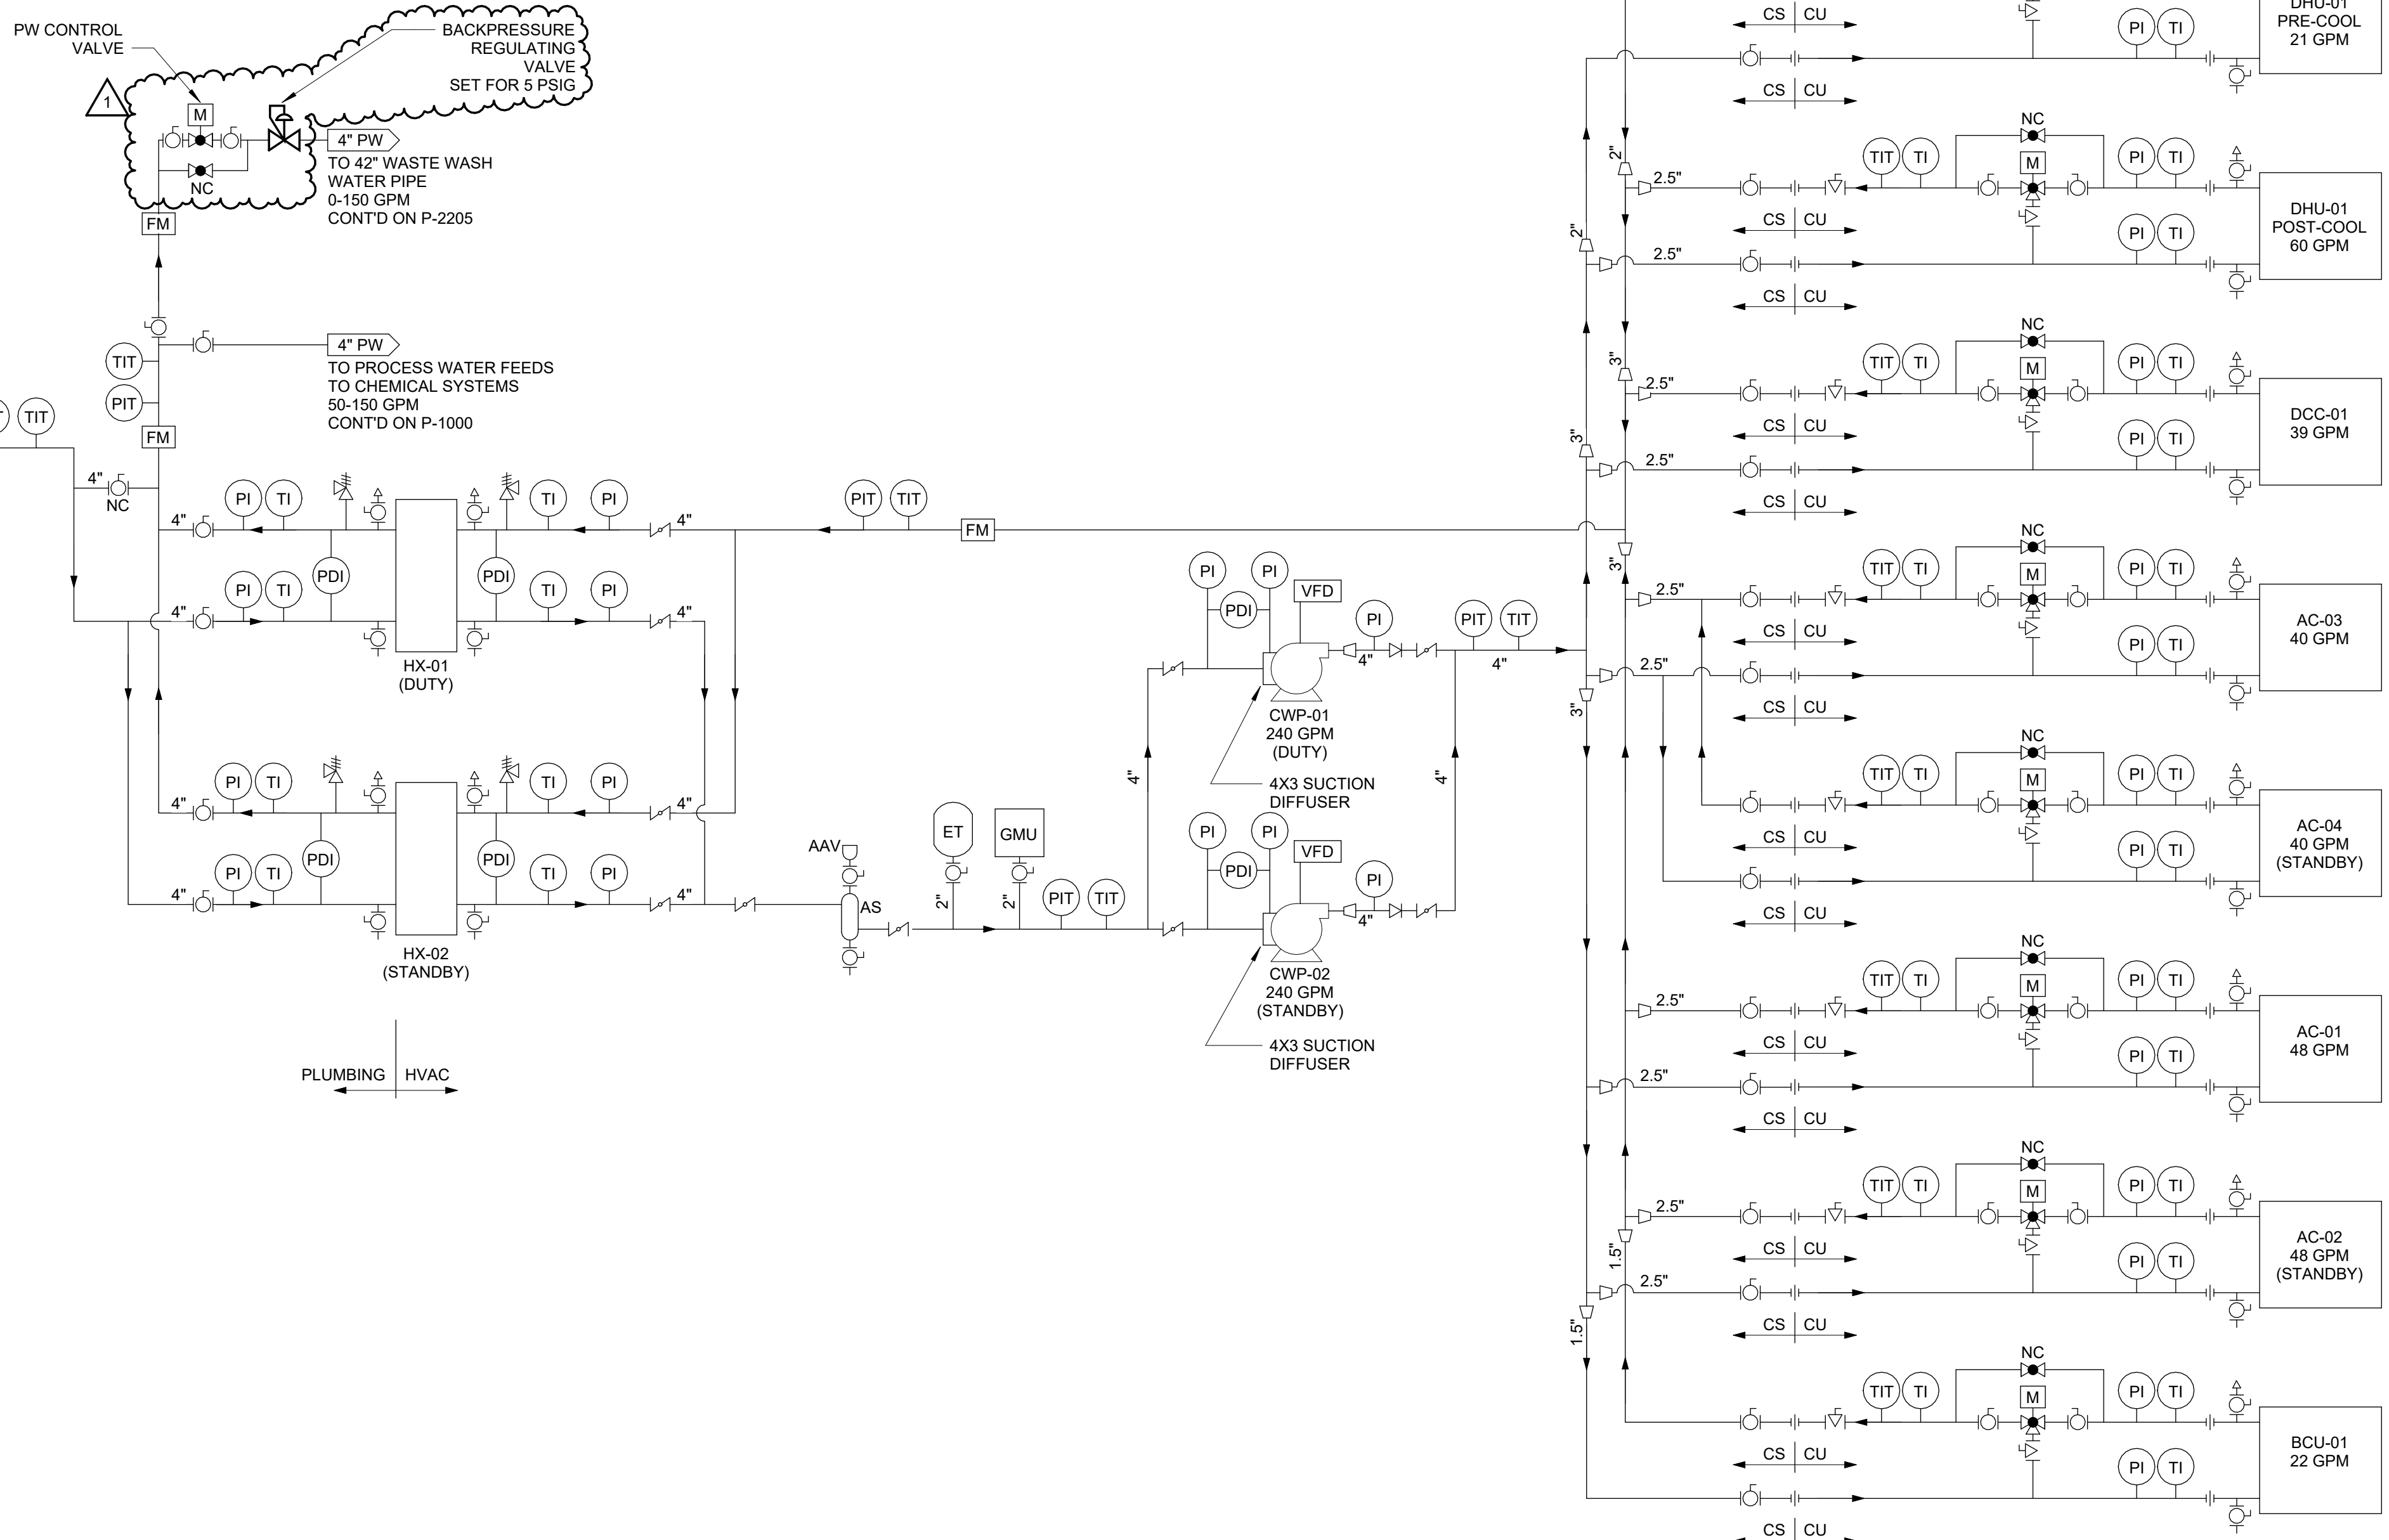 PW CONTROL
VALVE
BACKPRESSURE
REGULATING
VALVE
SET FOR 5 PSIG
1
M
NC
4" PW
TO 42" WASTE WASH
WATER PIPE
0-150 GPM
CONT'D ON P-2205
FM
4" PW
TO PROCESS WATER FEEDS
TO CHEMICAL SYSTEMS
50-150 GPM
CONT'D ON P-1000
TIT
PIT
TIT
FM
4"
NC
4"
PI
TI
TI
PI
4"
PDI
PDI
4"
PI
TI
TI
PI
4"
HX-01
(DUTY)
4"
PI
TI
TI
PI
4"
PDI
PDI
4"
PI
TI
TI
PI
4"
HX-02
(STANDBY)
PLUMBING
HVAC
PIT
TIT
FM
AAV
AS
ET
2"
GMU
2"
PIT
TIT
4"
PI
PI
PDI
VFD
PI
4"
CWP-01
240 GPM
(DUTY)
4X3 SUCTION
DIFFUSER
PI
PI
PDI
VFD
PI
4"
CWP-02
240 GPM
(STANDBY)
4X3 SUCTION
DIFFUSER
4"
PIT
TIT
4"
2"
2"
3"
3"
3"
3"
1.5"
1.5"
CS
CU
PI
TI
CS
CU
DHU-01
PRE-COOL
21 GPM
NC
2.5"
TIT
TI
M
PI
TI
CS
CU
2.5"
PI
TI
CS
CU
DHU-01
POST-COOL
60 GPM
NC
2.5"
TIT
TI
M
PI
TI
CS
CU
2.5"
PI
TI
CS
CU
DCC-01
39 GPM
NC
2.5"
TIT
TI
M
PI
TI
CS
CU
2.5"
PI
TI
CS
CU
AC-03
40 GPM
NC
TIT
TI
M
PI
TI
CS
CU
PI
TI
CS
CU
AC-04
40 GPM
(STANDBY)
NC
2.5"
TIT
TI
M
PI
TI
CS
CU
2.5"
PI
TI
CS
CU
AC-01
48 GPM
NC
2.5"
TIT
TI
M
PI
TI
CS
CU
2.5"
PI
TI
CS
CU
AC-02
48 GPM
(STANDBY)
NC
TIT
TI
M
PI
TI
CS
CU
PI
TI
CS
CU
BCU-01
22 GPM